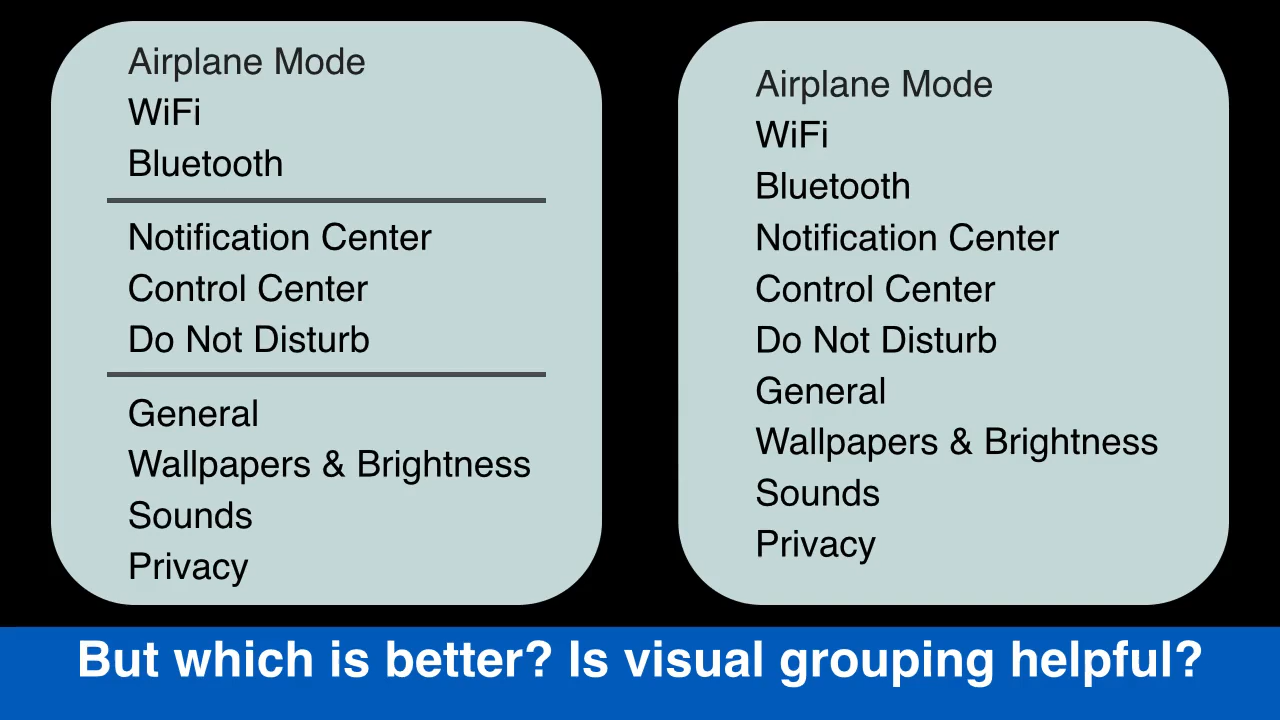 Airplane Mode
WiFi
Bluetooth
Notification Center
Control Center
Do Not Disturb
General
Wallpapers & Brightness
Sounds
Privacy
Airplane Mode
WiFi
Bluetooth
Notification Center
Control Center
Do Not Disturb
General
Wallpapers & Brightness
Sounds
Privacy
But which is better? Is visual grouping helpful?